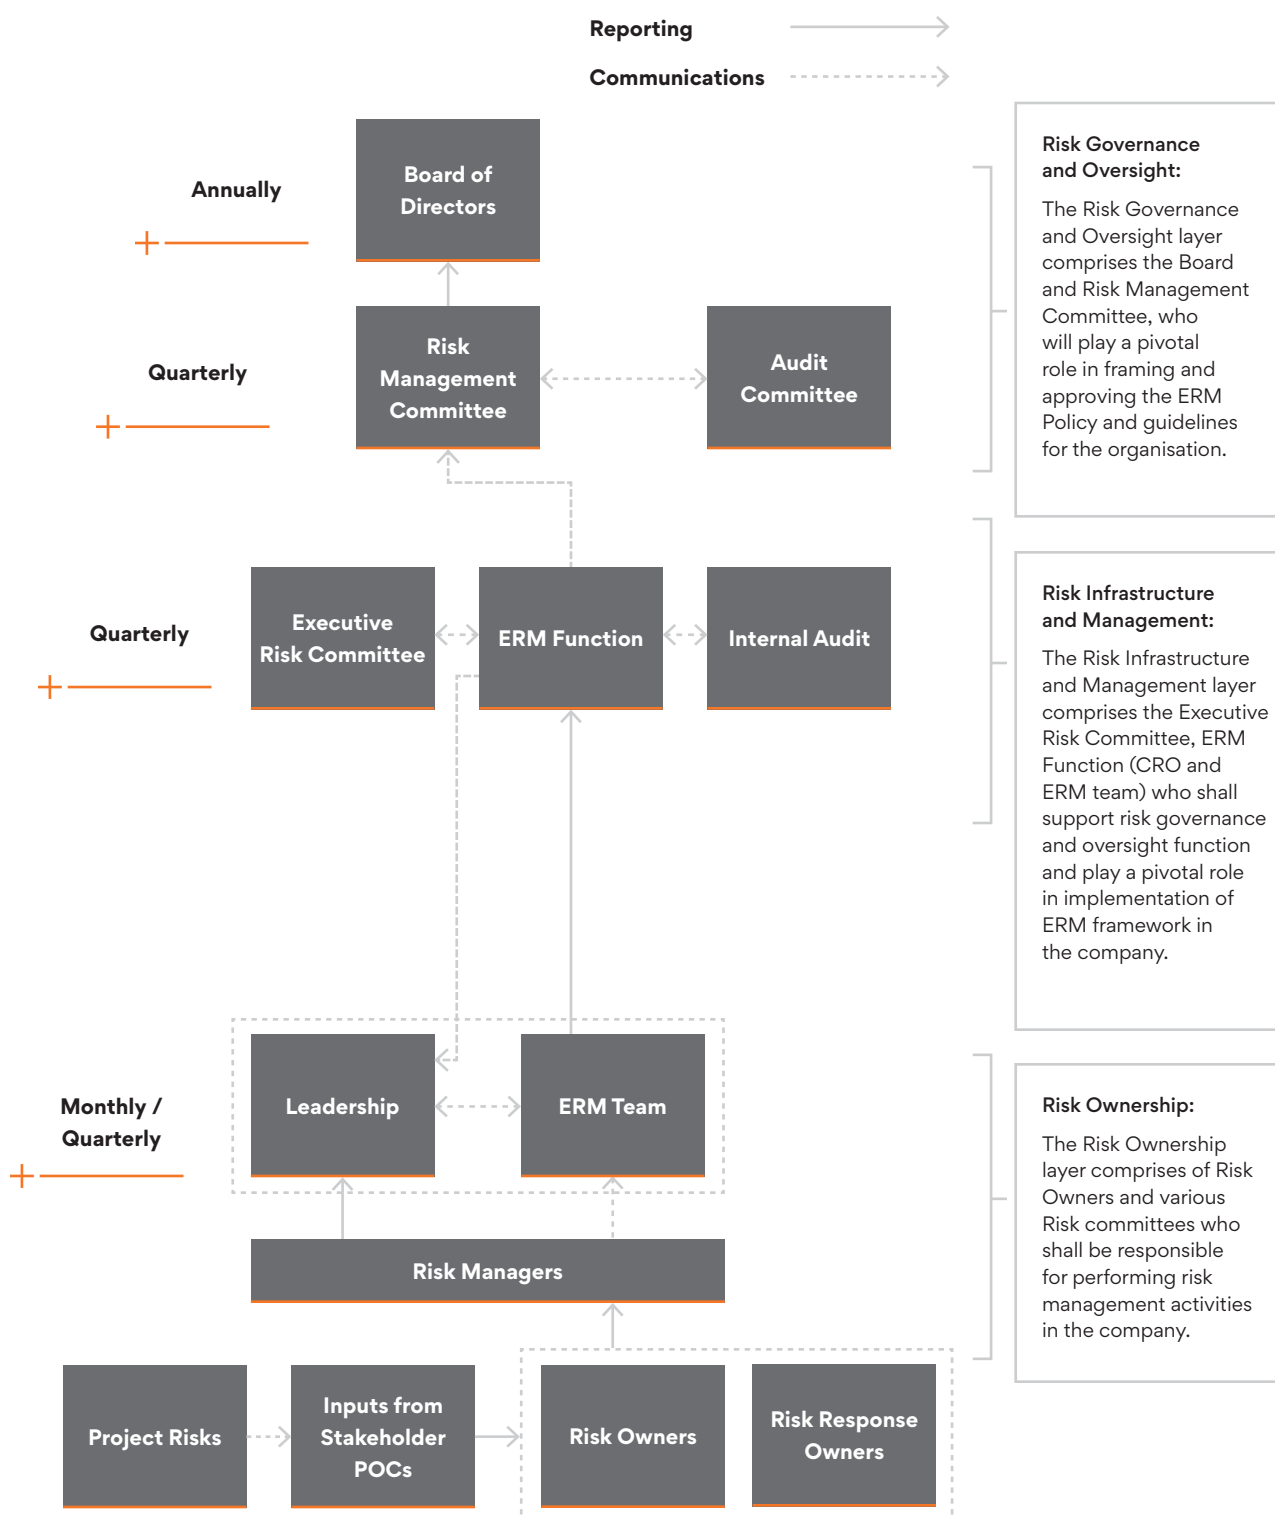 Reporting
Communications
Annually
Board of
Directors
Quarterly
Risk
Management
Committee
Audit
Committee
Risk Governance
and Oversight:
The Risk Governance
and Oversight layer
comprises the Board
and Risk Management
Committee, who
will play a pivotal
role in framing and
approving the ERM
Policy and guidelines
for the organisation.
Quarterly
Executive
Risk Committee
ERM Function
Internal Audit
Risk Infrastructure
and Management:
The Risk Infrastructure
and Management layer
comprises the Executive
Risk Committee, ERM
Function (CRO and
ERM team) who shall
support risk governance
and oversight function
and play a pivotal role
in implementation of
ERM framework in
the company.
Monthly /
Quarterly
Leadership
ERM Team
Risk Managers
Risk Ownership:
The Risk Ownership
layer comprises of Risk
Owners and various
Risk committees who
shall be responsible
for performing risk
management activities
in the company.
Project Risks
Inputs from
Stakeholder
POCs
Risk Owners
Risk Response
Owners